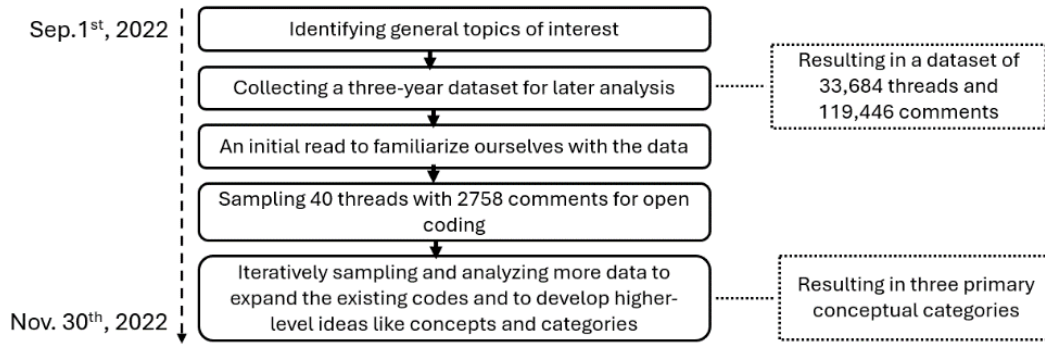 Sep.1st, 2022
Identifying general topics of interest
Collecting a three-year dataset for later analysis
Resulting in a dataset of
33,684 threads and
119,446 comments
An initial read to familiarize ourselves with the data
Sampling 40 threads with 2758 comments for open
coding
Iteratively sampling and analyzing more data to
expand the existing codes and to develop higher-
level ideas like concepts and categories
Resulting in three primary
conceptual categories
Nov. 30th, 2022